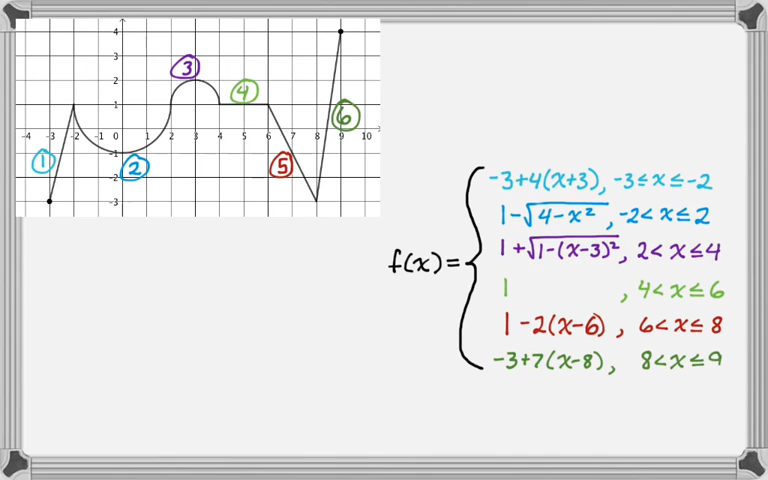 4
3
2
1
-1
-2
-3
-4 -3 -2 -1 0 1 2 3 4 5 6 7 8 9 10
1
2
3
4
5
6
f(x)=
-3+4(x+3), -3≤x≤-2
1-√(4-x²), -2<x≤2
1+√(1-(x-3)²), 2<x≤4
1, 4<x≤6
1-2(x-6), 6<x≤8
-3+7(x-8), 8<x≤9